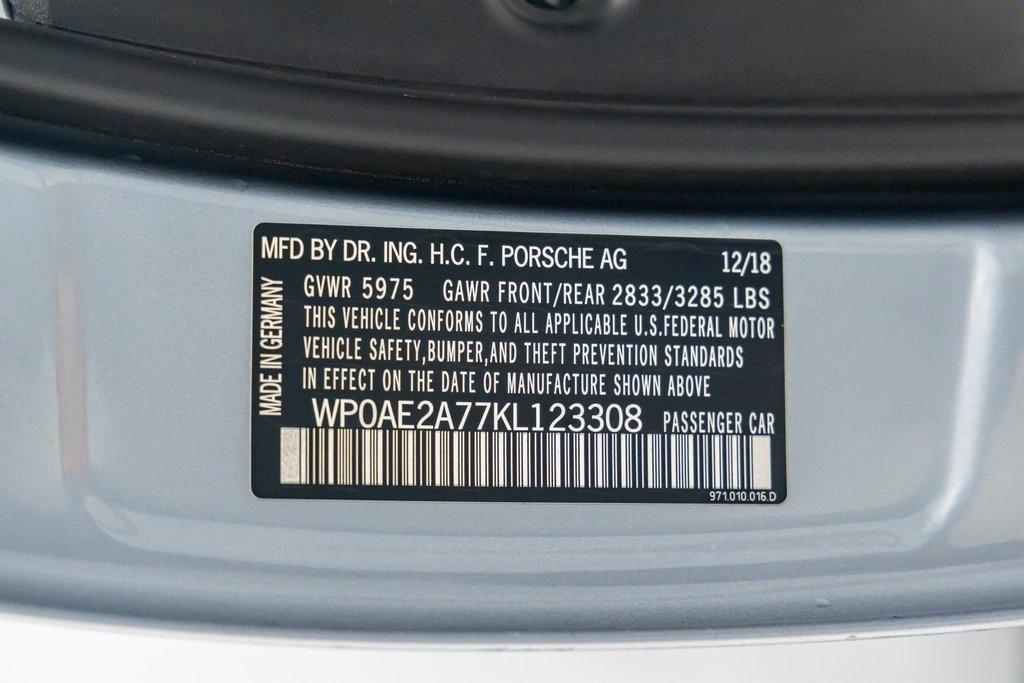 MFD BY DR. ING. H.C. F. PORSCHE AG 12/18
GVWR 5975 GAWR FRONT/REAR 2833/3285 LBS
THIS VEHICLE CONFORMS TO ALL APPLICABLE U.S.FEDERAL MOTOR
VEHICLE SAFETY,BUMPER,AND THEFT PREVENTION STANDARDS
IN EFFECT ON THE DATE OF MANUFACTURE SHOWN ABOVE
MADE IN GERMANY
WP0AE2A77KL123308 PASSENGER CAR
971.010.016.D